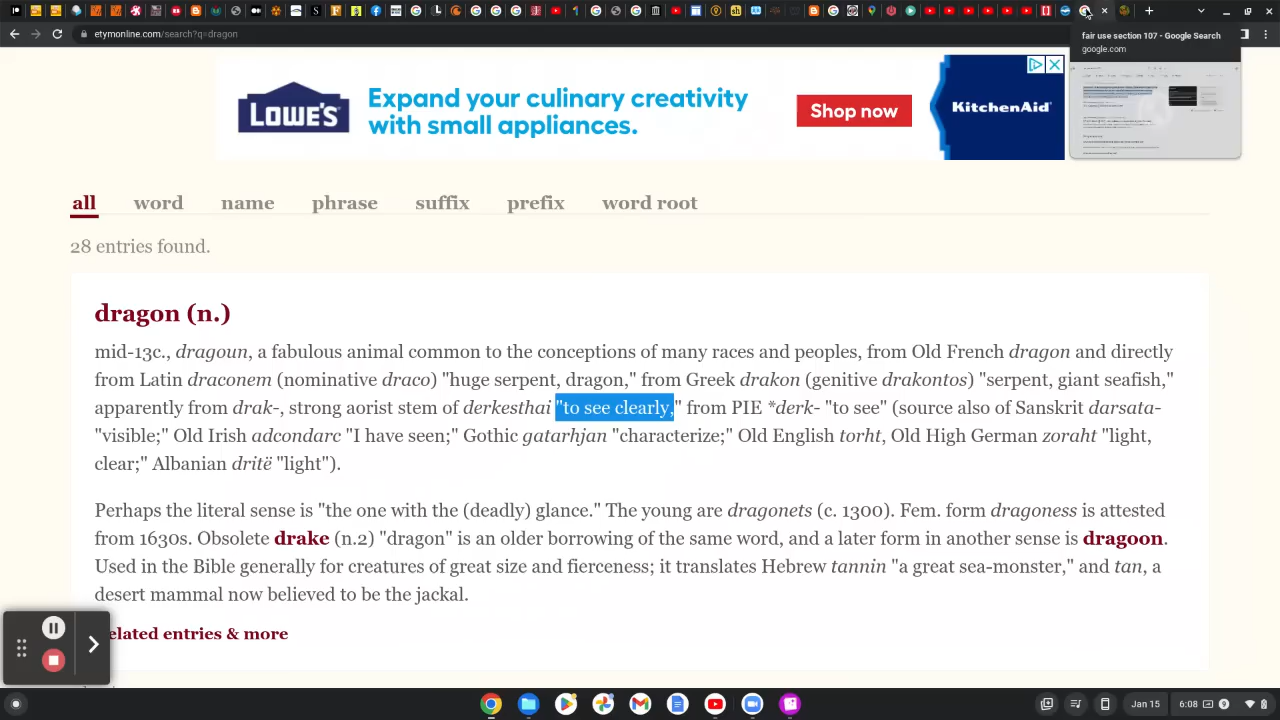 etymonline.com/search?q=dragon
fair use section 107 - Google Search
google.com
LOWE'S
Expand your culinary creativity
with small appliances.
Shop now
KitchenAid
all word name phrase suffix prefix word root
28 entries found.
dragon (n.)
mid-13c., dragoun, a fabulous animal common to the conceptions of many races and peoples, from Old French dragon and directly
from Latin draconem (nominative draco) "huge serpent, dragon," from Greek drakon (genitive drakontos) "serpent, giant seafish,"
apparently from drak-, strong aorist stem of derkesthai "to see clearly," from PIE *derk- "to see" (source also of Sanskrit darsata-
"visible;" Old Irish adcondarc "I have seen;" Gothic gatarhjan "characterize;" Old English torht, Old High German zoraht "light,
clear;" Albanian dritë "light").
Perhaps the literal sense is "the one with the (deadly) glance." The young are dragonets (c. 1300). Fem. form dragoness is attested
from 1630s. Obsolete drake (n.2) "dragon" is an older borrowing of the same word, and a later form in another sense is dragoon.
Used in the Bible generally for creatures of great size and fierceness; it translates Hebrew tannin "a great sea-monster," and tan, a
desert mammal now believed to be the jackal.
elated entries & more
Jan 15 6:08